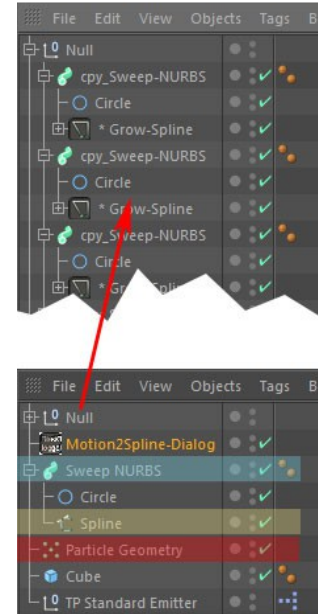 File Edit View Objects Tags B
Null
cpy_Sweep-NURBS
Circle
* Grow-Spline
cpy_Sweep-NURBS
Circle
* Grow-Spline
cpy_Sweep-NURBS
Circle
File Edit View Objects Tags B
Null
Motion2Spline-Dialog
Sweep NURBS
Circle
Spline
Particle Geometry
Cube
TP Standard Emitter